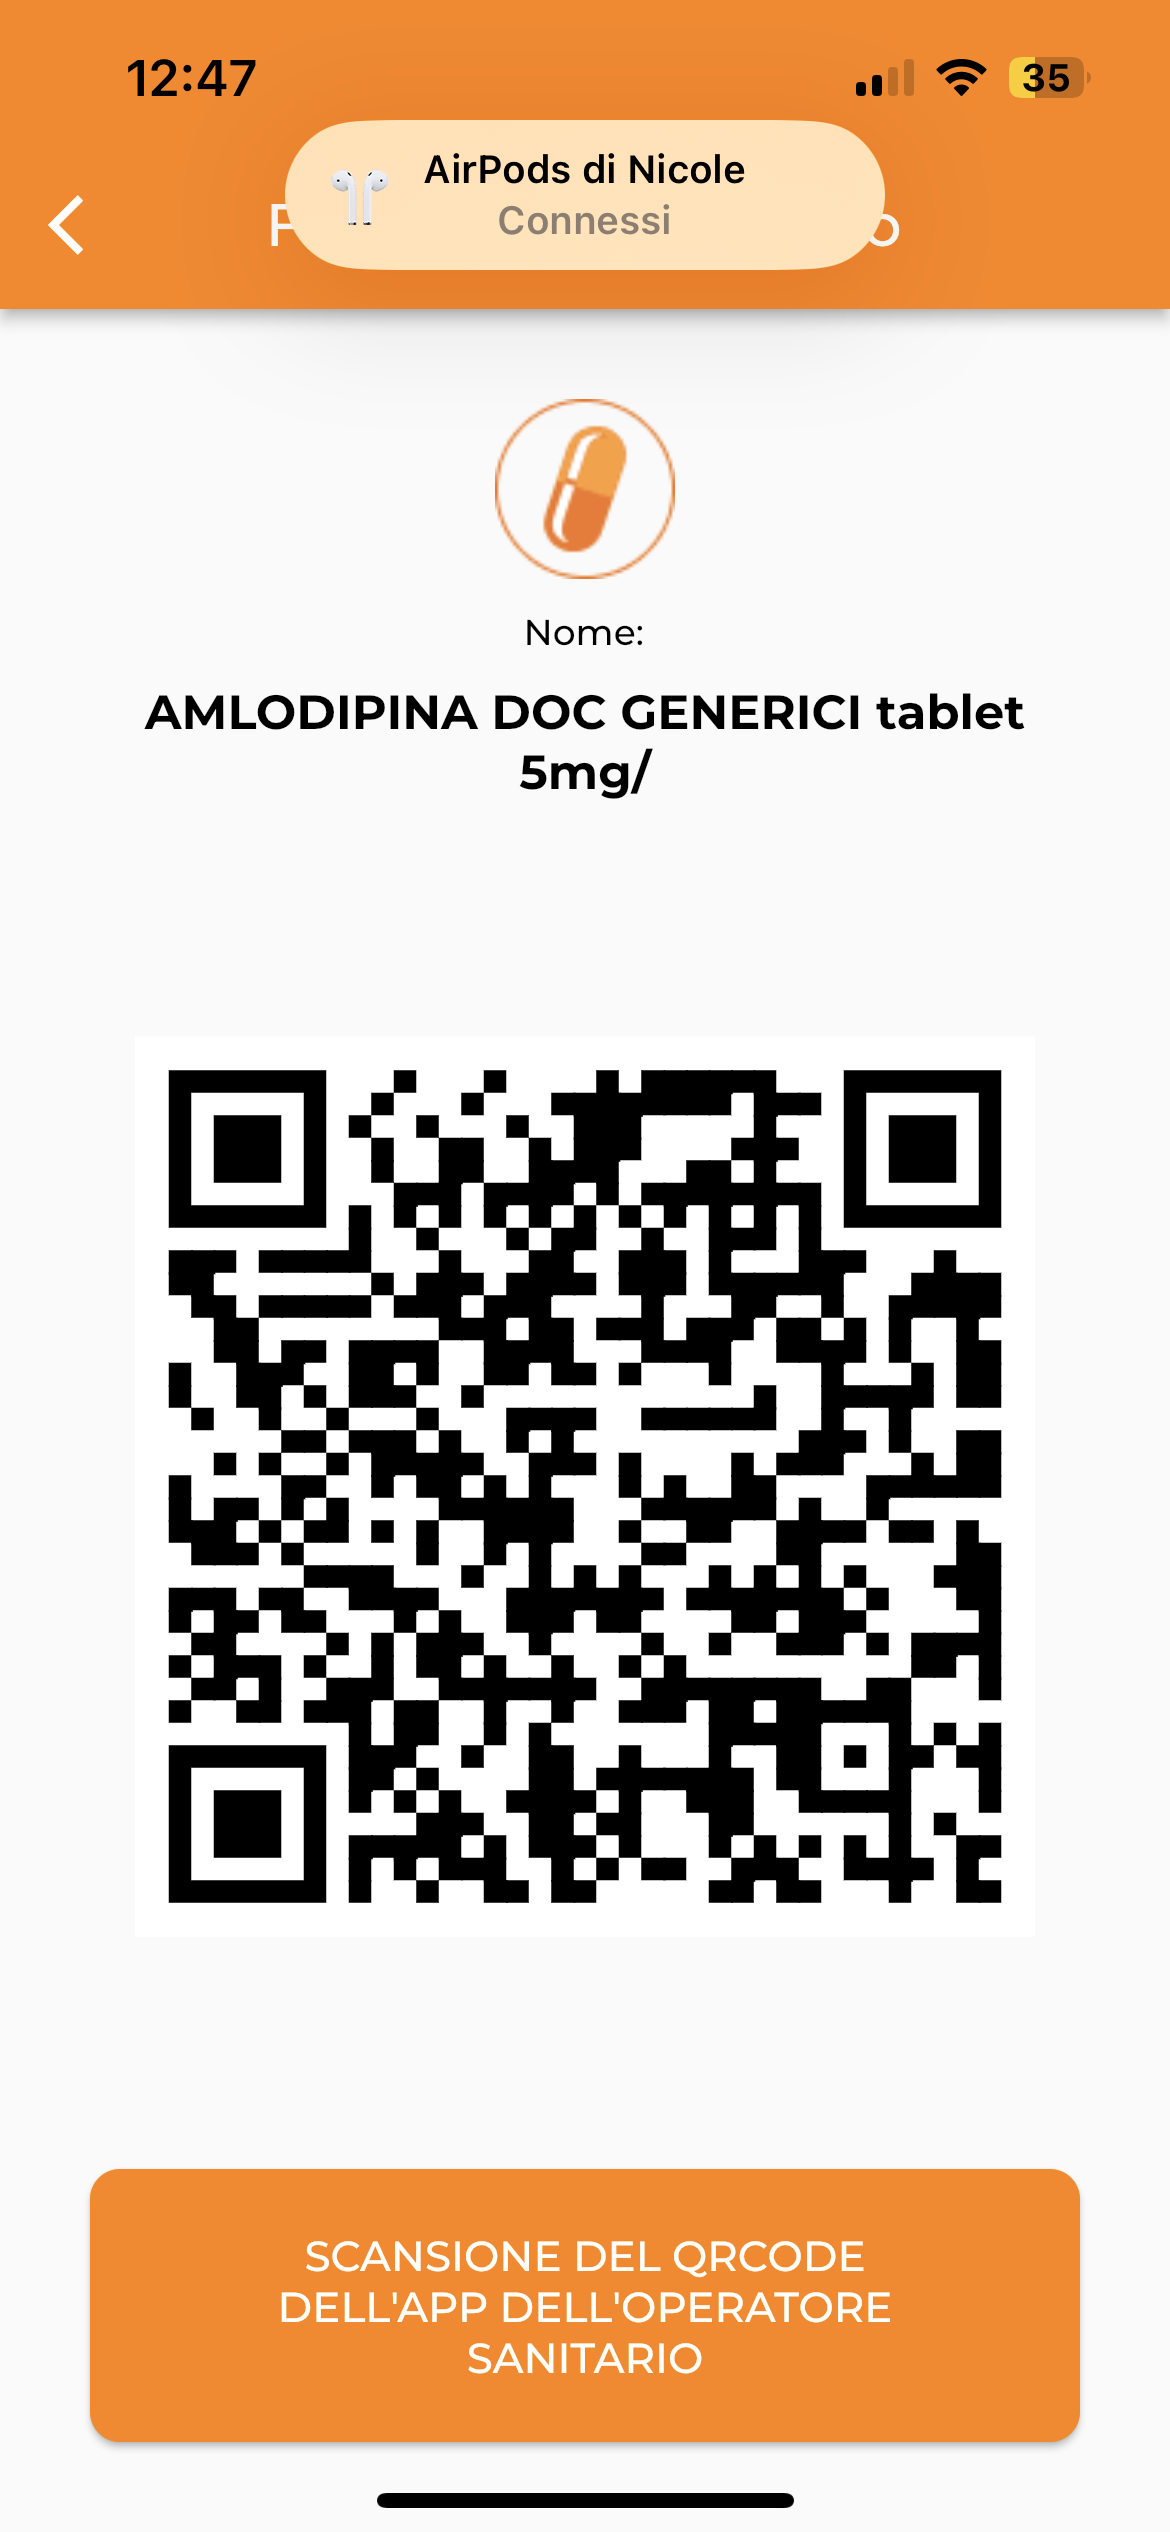 12:47
35
AirPods di Nicole
Connessi
Nome:
AMLODIPINA DOC GENERICI tablet
5mg/
SCANSIONE DEL QRCODE
DELL'APP DELL'OPERATORE
SANITARIO